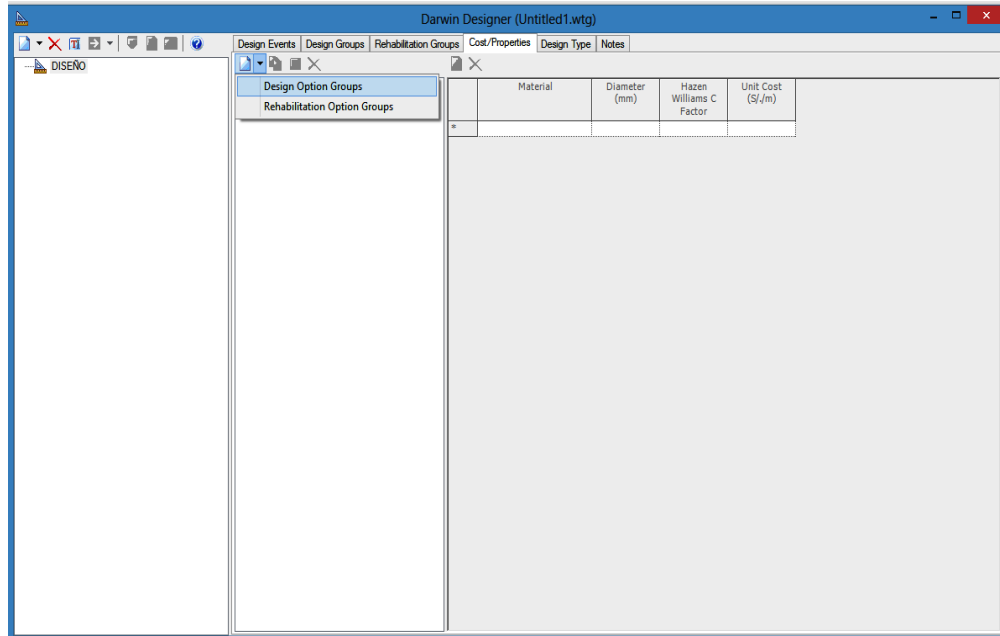 Darwin Designer (Untitled1.wtg)
Design Events Design Groups Rehabilitation Groups Cost/Properties Design Type Notes
DISEÑO
Design Option Groups
Rehabilitation Option Groups
Material
Diameter
(mm)
Hazen
Williams C
Factor
Unit Cost
(S/./m)
*